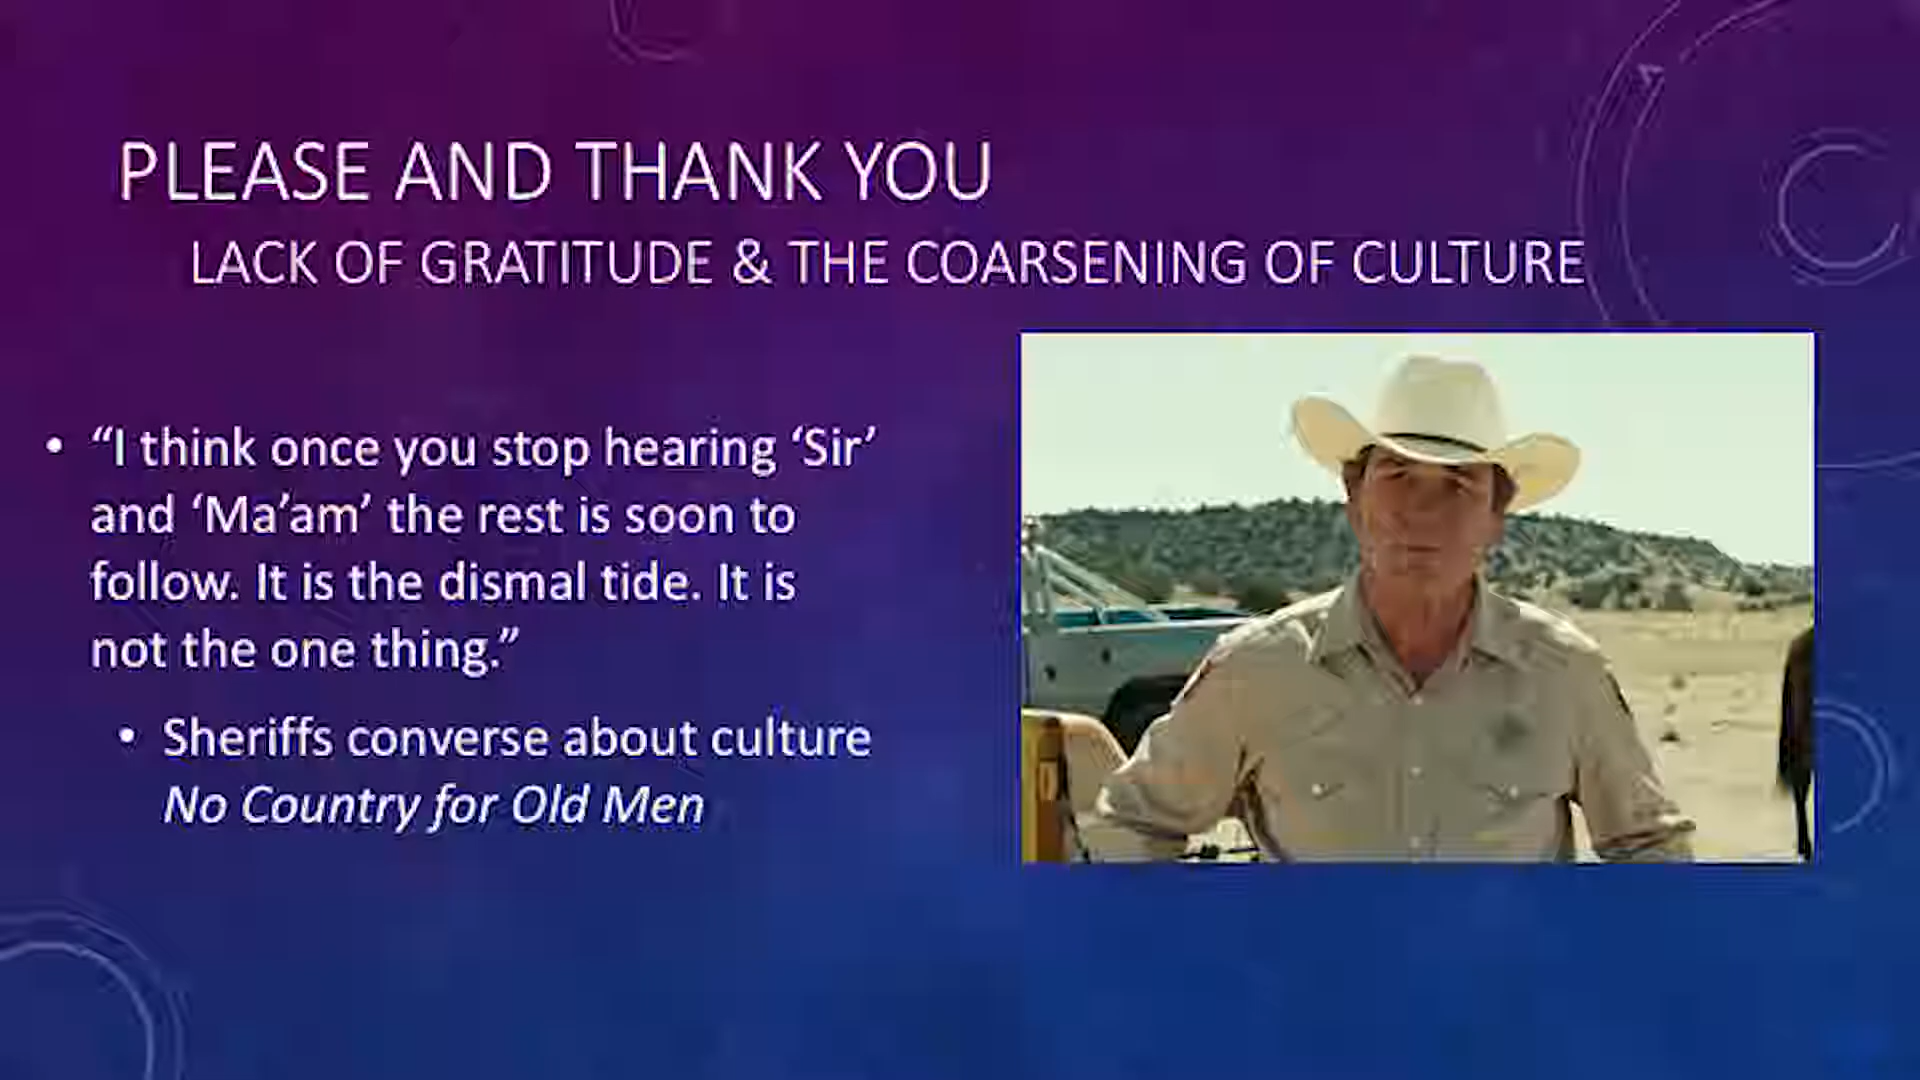 PLEASE AND THANK YOU
LACK OF GRATITUDE & THE COARSENING OF CULTURE
• “I think once you stop hearing ‘Sir’
and ‘Ma’am’ the rest is soon to
follow. It is the dismal tide. It is
not the one thing.”
• Sheriffs converse about culture
No Country for Old Men